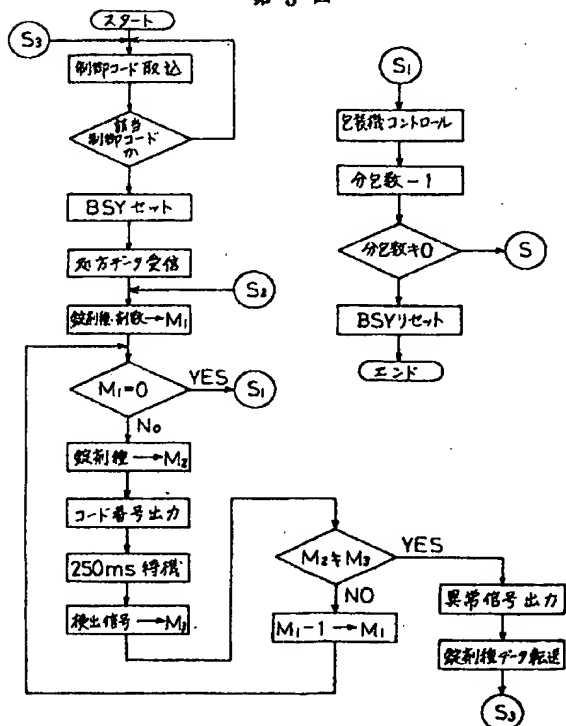 第 3 図
スタート
S3
制御コード取込
該当
制御コード
か
BSYセット
処方データ受信
S2
錠剤種・剤数→M1
M1=0
YES
S1
No
錠剤種→M2
コード番号出力
250ms待機
検出信号→M3
M2≠M3
YES
NO
M1-1→M1
異常信号出力
錠剤種データ転送
S3
S1
包装機コントロール
分包数-1
分包数≠0
S
BSYリセット
エンド